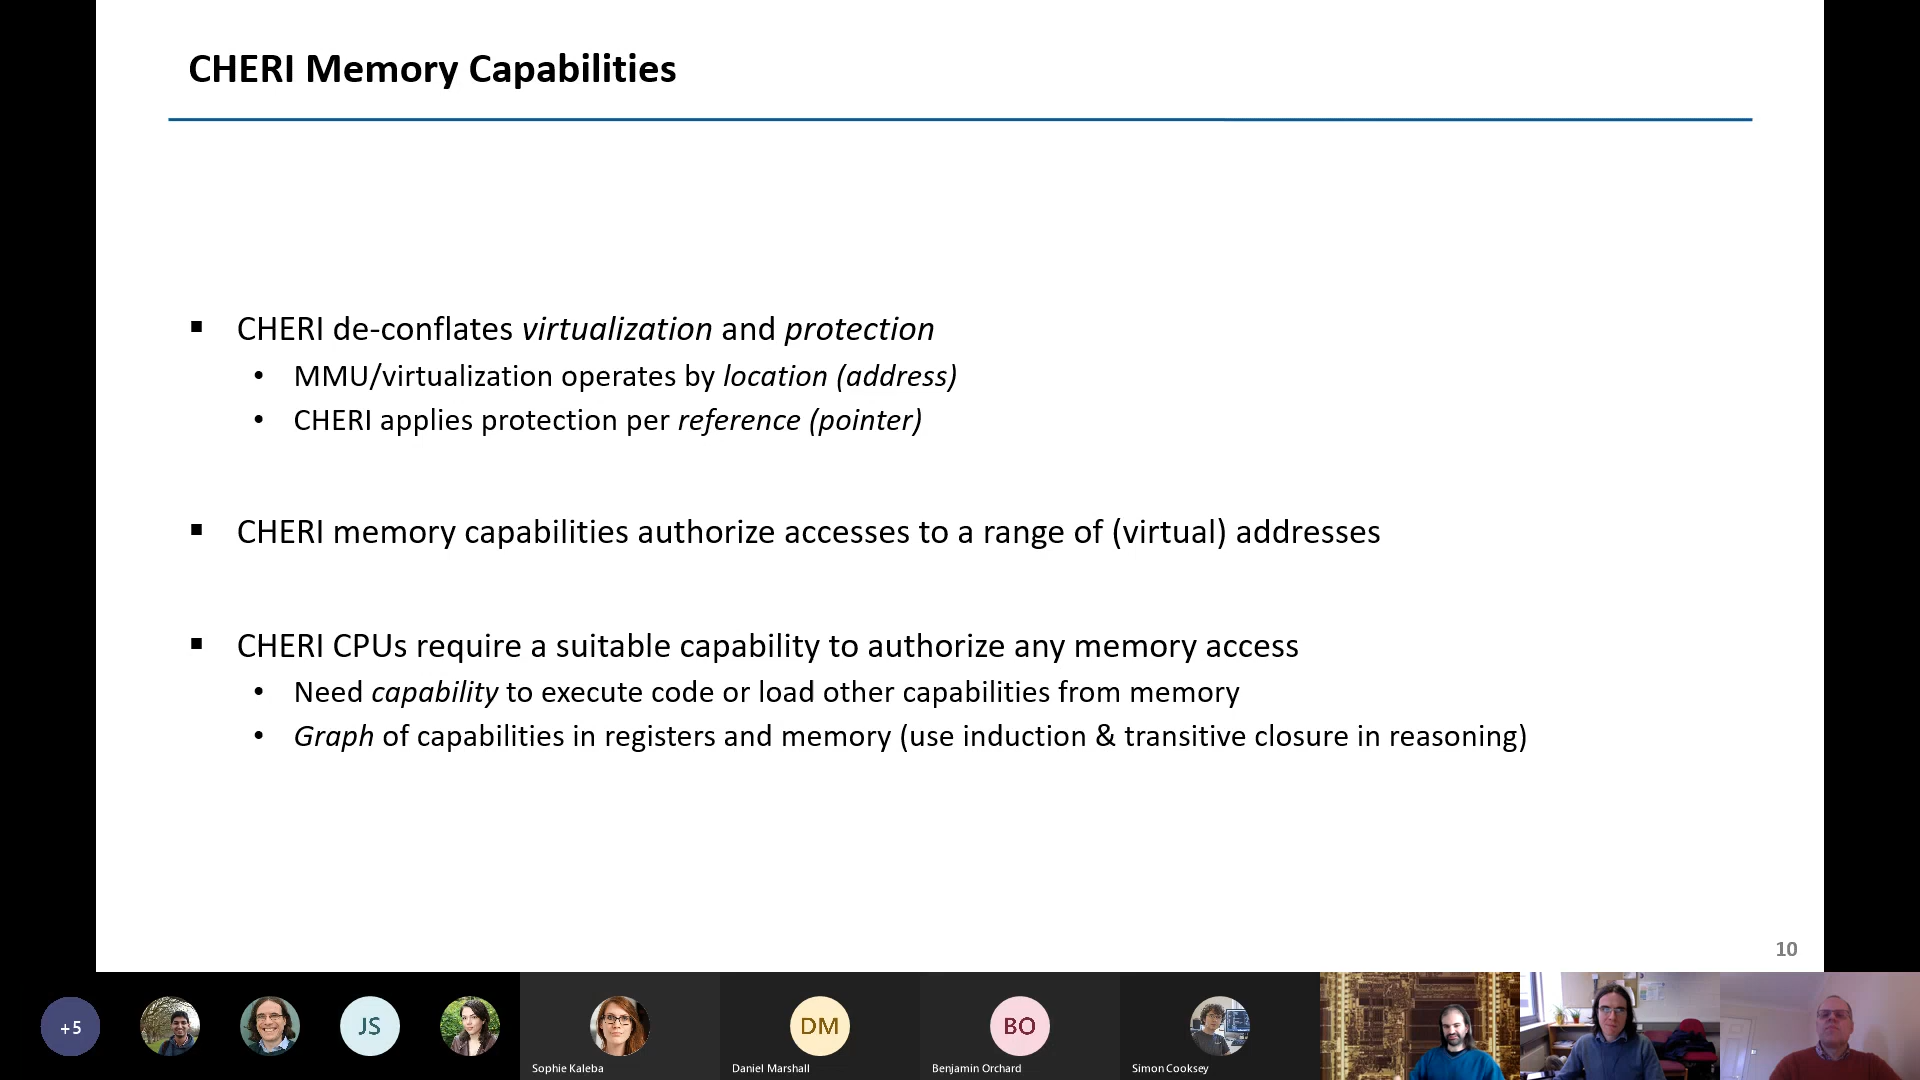 CHERI Memory Capabilities
▪ CHERI de-conflates virtualization and protection
• MMU/virtualization operates by location (address)
• CHERI applies protection per reference (pointer)
▪ CHERI memory capabilities authorize accesses to a range of (virtual) addresses
▪ CHERI CPUs require a suitable capability to authorize any memory access
• Need capability to execute code or load other capabilities from memory
• Graph of capabilities in registers and memory (use induction & transitive closure in reasoning)
10
+5
JS
DM
BO
Sophie Kaleba
Daniel Marshall
Benjamin Orchard
Simon Cooksey